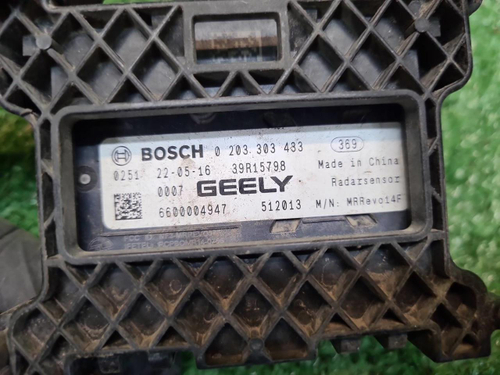 BOSCH 0 203 303 433 369
0251 22-05-16 39R15798 Made in China
0007 GEELY Radarsensor
6600004947 512013 M/N: MRRevo14F